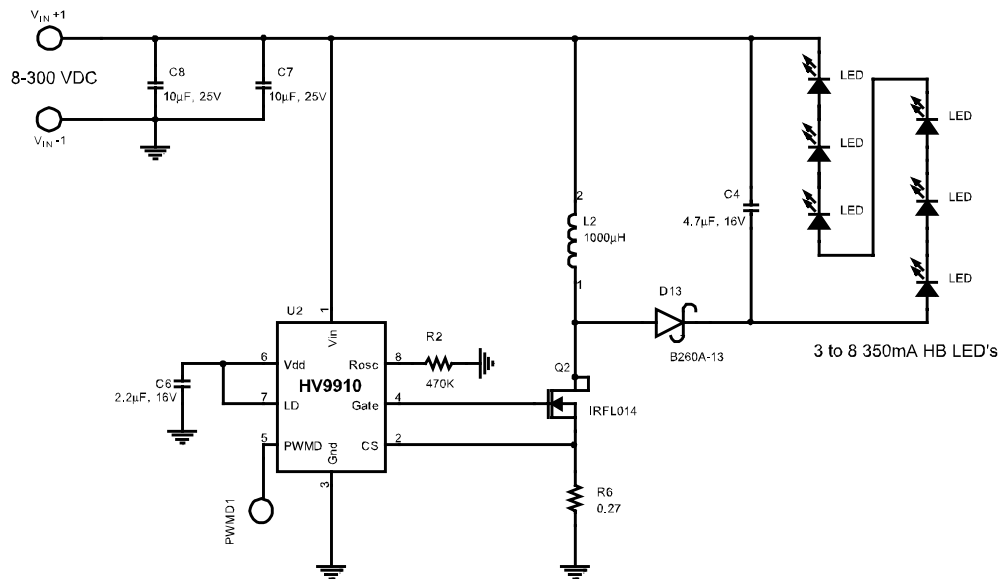 VIN +1
8-300 VDC
VIN -1
C8
10µF, 25V
C7
10µF, 25V
2
L2
1000µH
1
C4
4.7µF, 16V
LED
LED
LED
LED
LED
LED
D13
B260A-13
3 to 8 350mA HB LED's
U2
1
Vin
6
Vdd
Rosc
8
R2
470K
HV9910
C6
2.2µF, 16V
7
LD
Gate
4
Q2
IRFL014
5
PWMD
CS
2
Gnd
3
PWMD1
R6
0.27